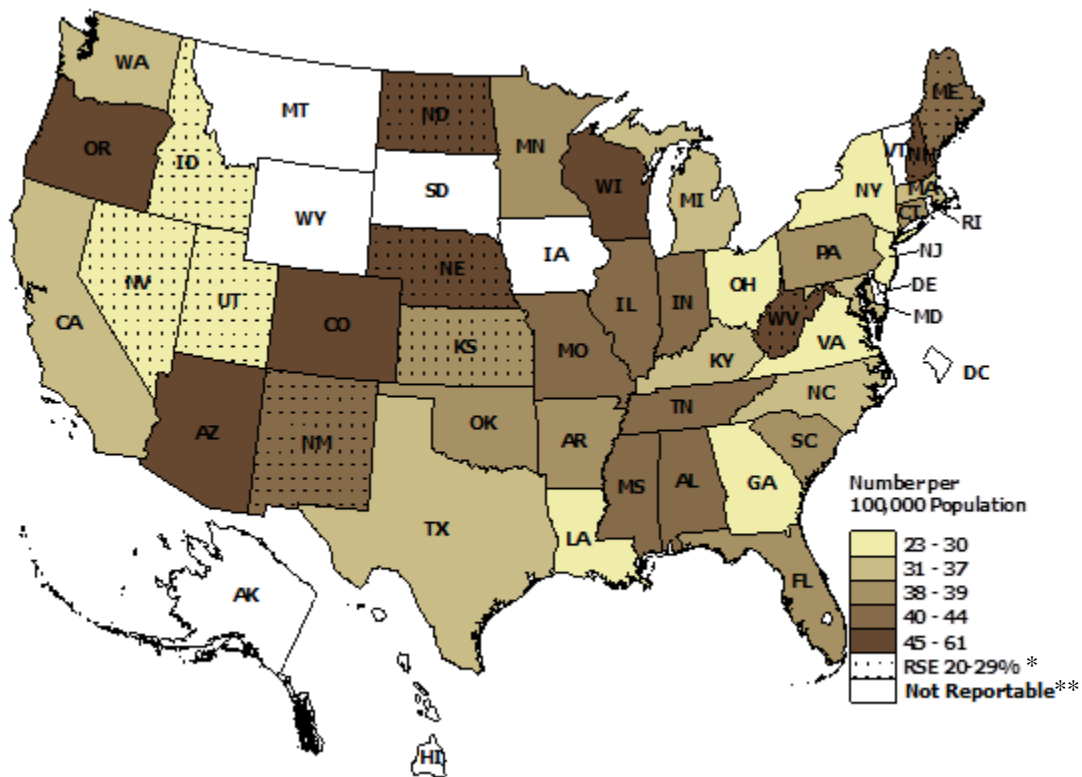 WA
MT
ND
ME
OR
ID
MN
VT
NH
SD
WI
NY
MA
WY
MI
CT
RI
IA
PA
NJ
NE
OH
NV
UT
IL
IN
DE
CA
CO
WV
MD
KS
MO
VA
KY
DC
NC
TN
AZ
NM
OK
AR
SC
MS
AL
GA
TX
LA
FL
AK
HI
Number per
100,000 Population
23 - 30
31 - 37
38 - 39
40 - 44
45 - 61
RSE 20-29% *
Not Reportable**